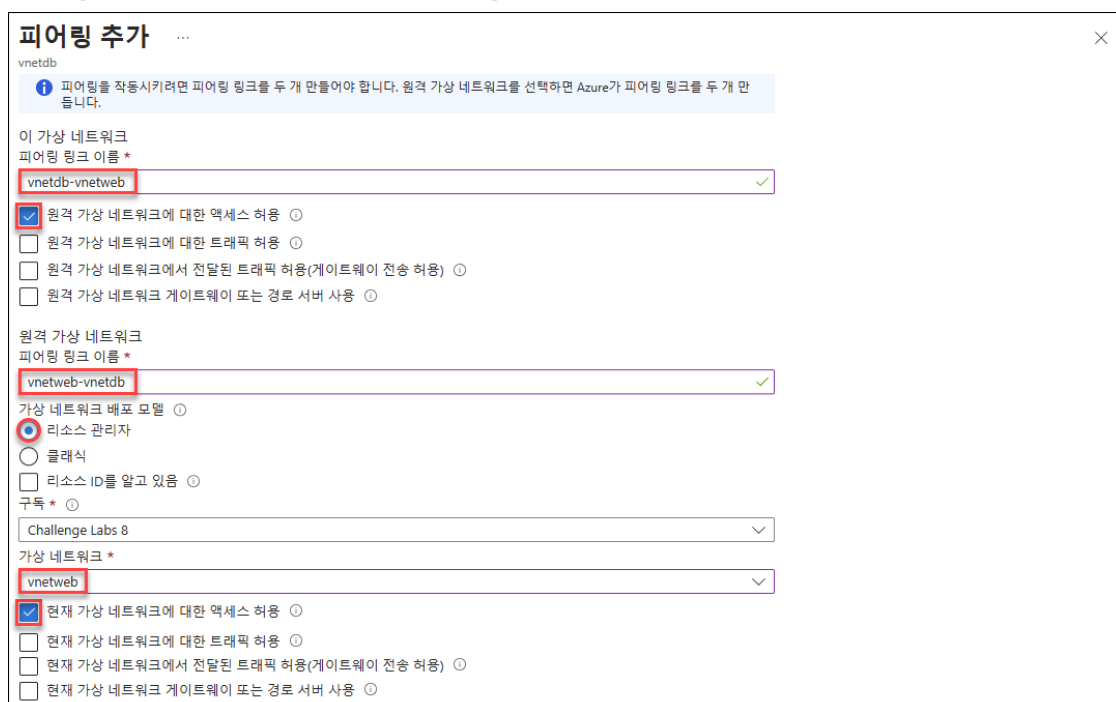 피어링 추가 ...
vnetdb
피어링을 작동시키려면 피어링 링크를 두 개 만들어야 합니다. 원격 가상 네트워크를 선택하면 Azure가 피어링 링크를 두 개 만
듭니다.
이 가상 네트워크
피어링 링크 이름 *
vnetdb-vnetweb
원격 가상 네트워크에 대한 액세스 허용
원격 가상 네트워크에 대한 트래픽 허용
원격 가상 네트워크에서 전달된 트래픽 허용(게이트웨이 전송 허용)
원격 가상 네트워크 게이트웨이 또는 경로 서버 사용
원격 가상 네트워크
피어링 링크 이름 *
vnetweb-vnetdb
가상 네트워크 배포 모델
리소스 관리자
클래식
리소스 ID를 알고 있음
구독 *
Challenge Labs 8
가상 네트워크 *
vnetweb
현재 가상 네트워크에 대한 액세스 허용
현재 가상 네트워크에 대한 트래픽 허용
현재 가상 네트워크에서 전달된 트래픽 허용(게이트웨이 전송 허용)
현재 가상 네트워크 게이트웨이 또는 경로 서버 사용